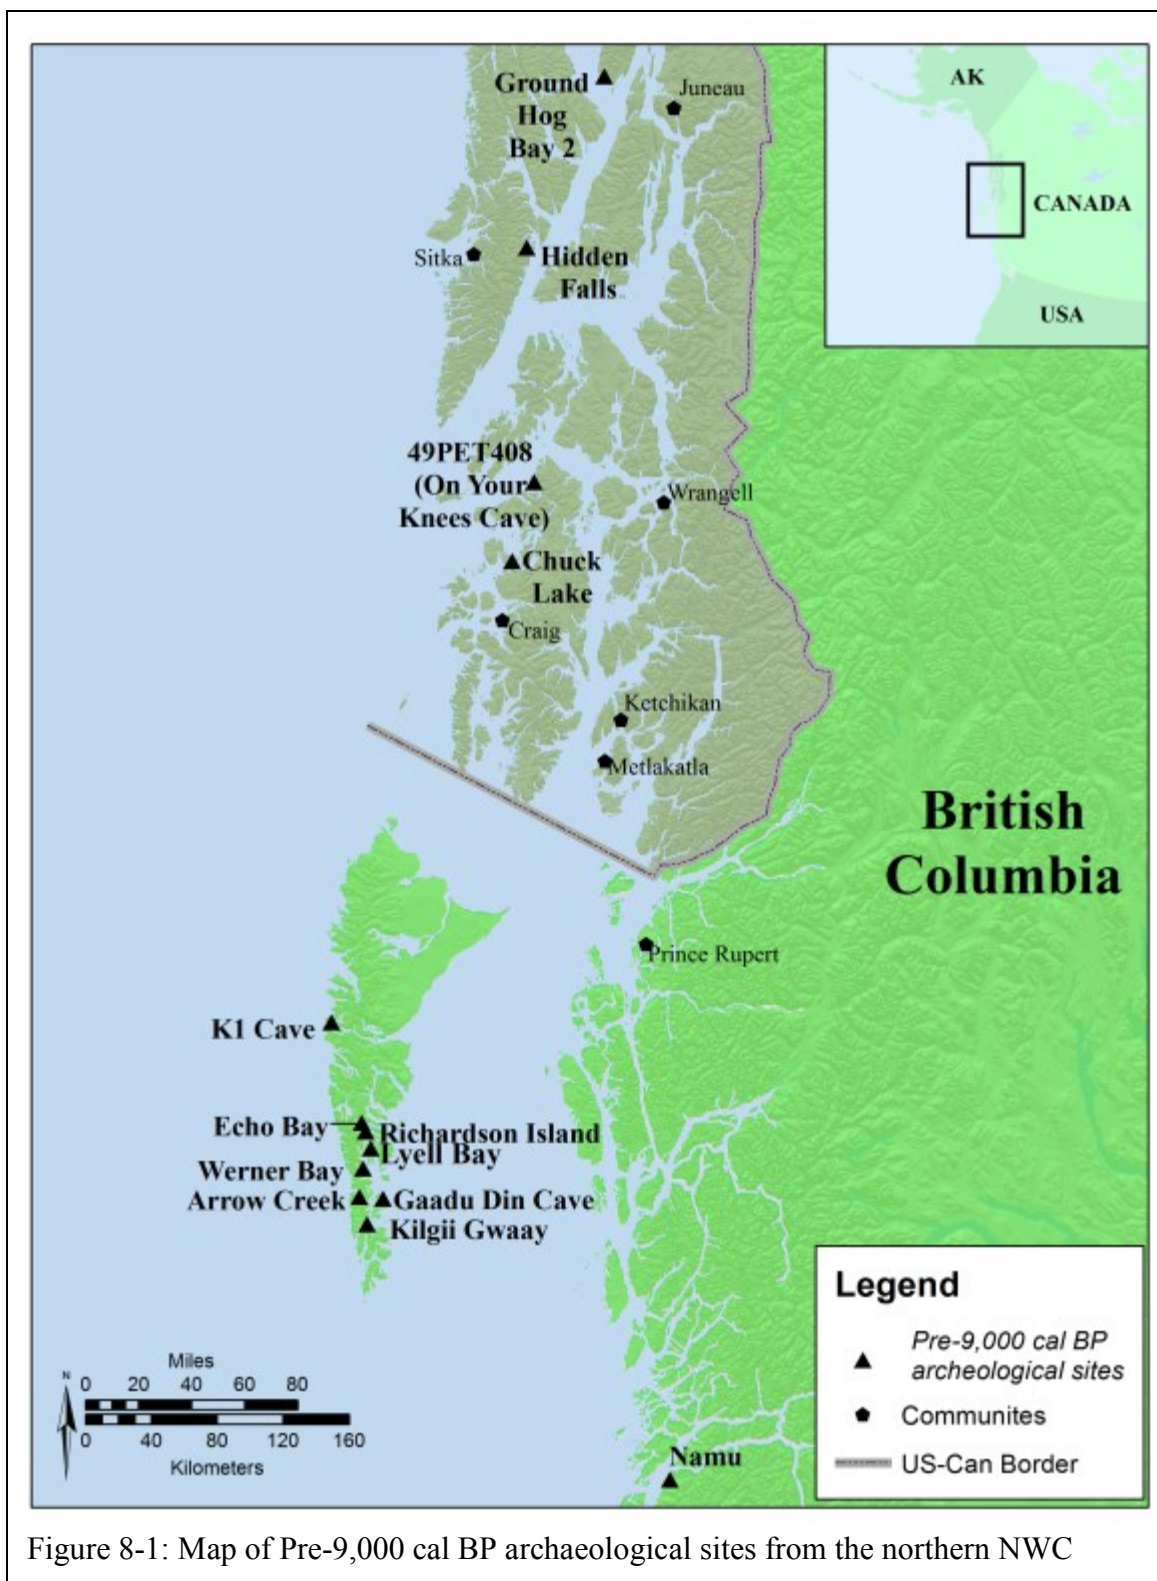 Ground
Hog
Bay 2
Juneau
AK
CANADA
USA
Sitka
Hidden
Falls
49PET408
(On Your
Knees Cave)
Wrangell
Chuck
Lake
Craig
Ketchikan
Metlakatla
British
Columbia
Prince Rupert
K1 Cave
Echo Bay
Richardson Island
Lyell Bay
Werner Bay
Arrow Creek
Gaadu Din Cave
Kilgii Gwaay
Legend
Pre-9,000 cal BP
archeological sites
Communites
US-Can Border
Miles
N
0 20 40 60 80
0 40 80 120 160
Kilometers
Namu
Figure 8-1: Map of Pre-9,000 cal BP archaeological sites from the northern NWC